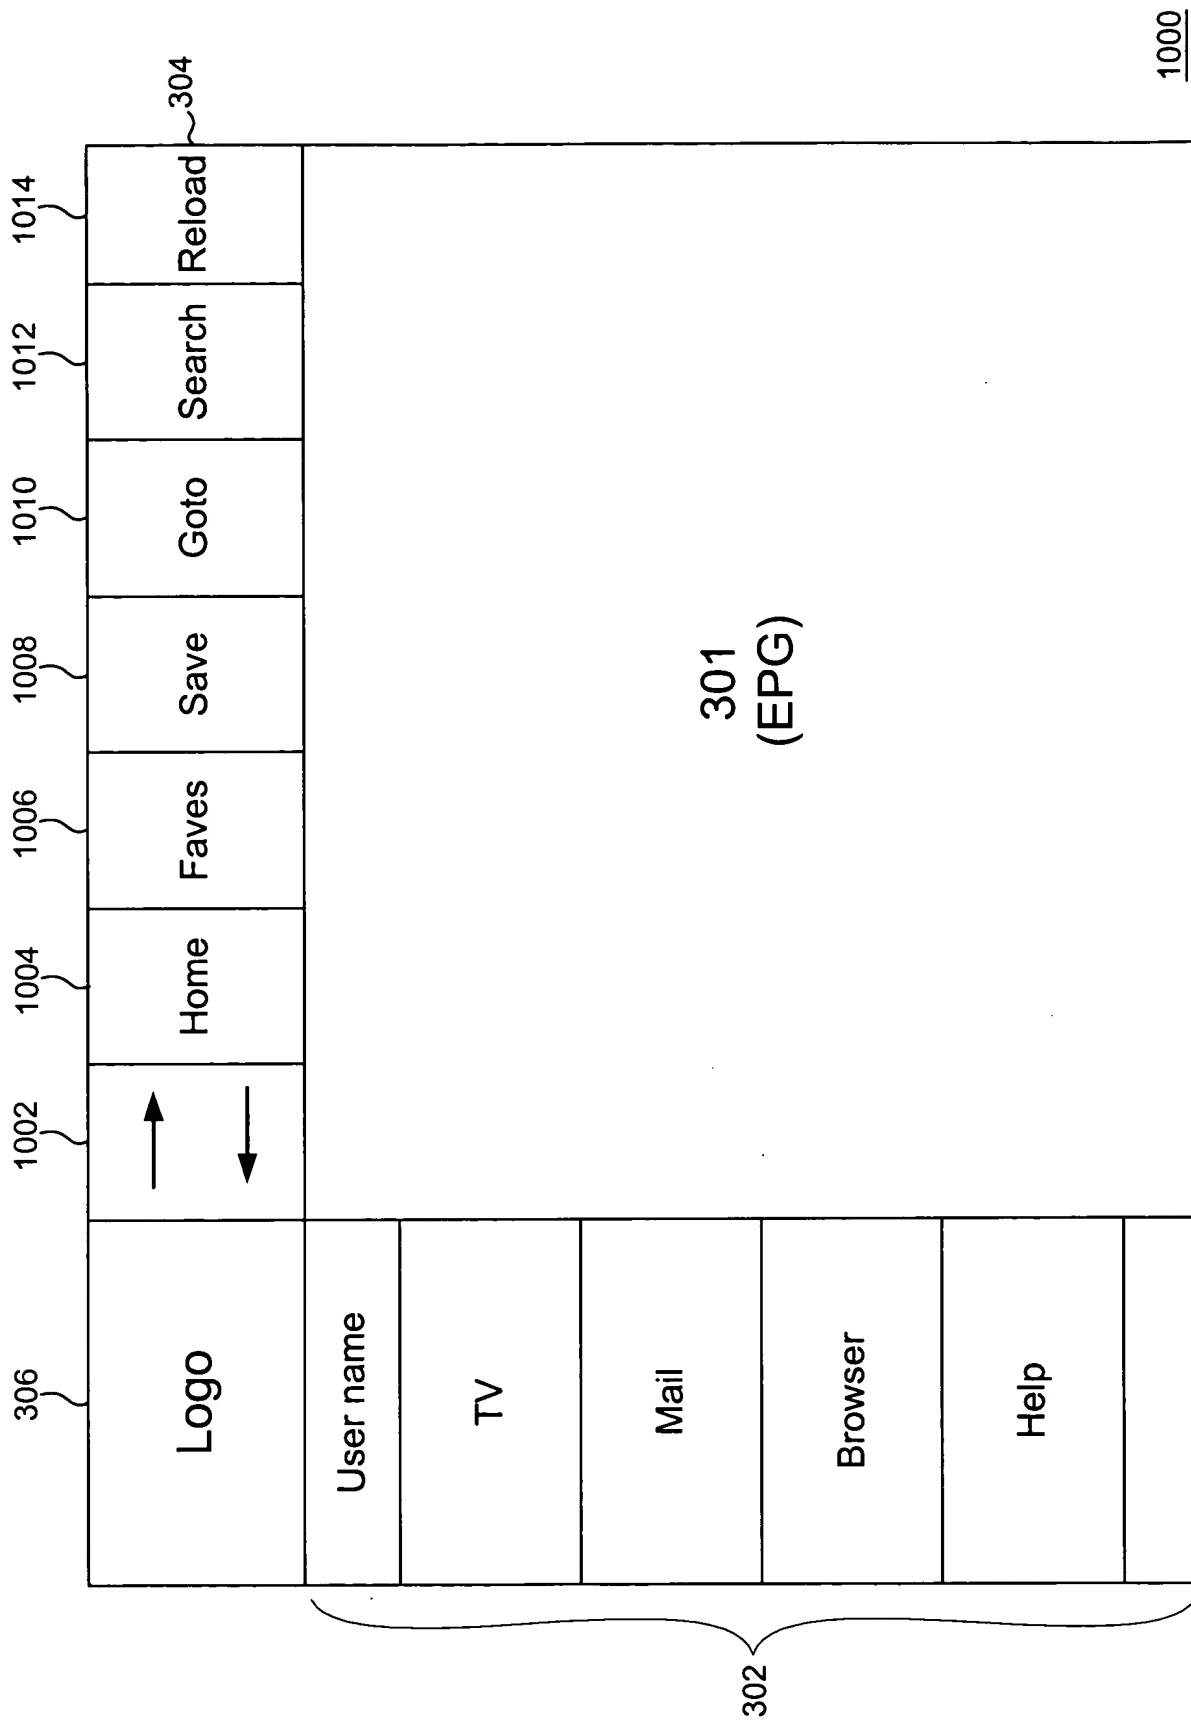 306
1002
1004
1006
1008
1010
1012
1014
Logo
Home
Faves
Save
Goto
Search
Reload
304
User name
TV
Mail
Browser
Help
302
301
(EPG)
1000